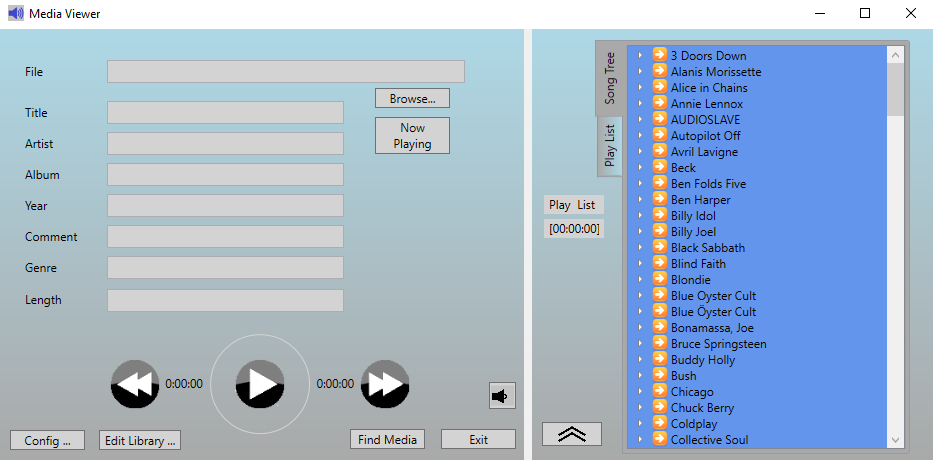 Media Viewer
File
Browse...
Title
Now
Playing
Artist
Album
Year
Comment
Genre
Length
0:00:00
0:00:00
Config ...
Edit Library ...
Find Media
Exit
Song Tree
Play List
Play List
[00:00:00]
3 Doors Down
Alanis Morissette
Alice in Chains
Annie Lennox
AUDIOSLAVE
Autopilot Off
Avril Lavigne
Beck
Ben Folds Five
Ben Harper
Billy Idol
Billy Joel
Black Sabbath
Blind Faith
Blondie
Blue Oyster Cult
Blue Öyster Cult
Bonamassa, Joe
Bruce Springsteen
Buddy Holly
Bush
Chicago
Chuck Berry
Coldplay
Collective Soul